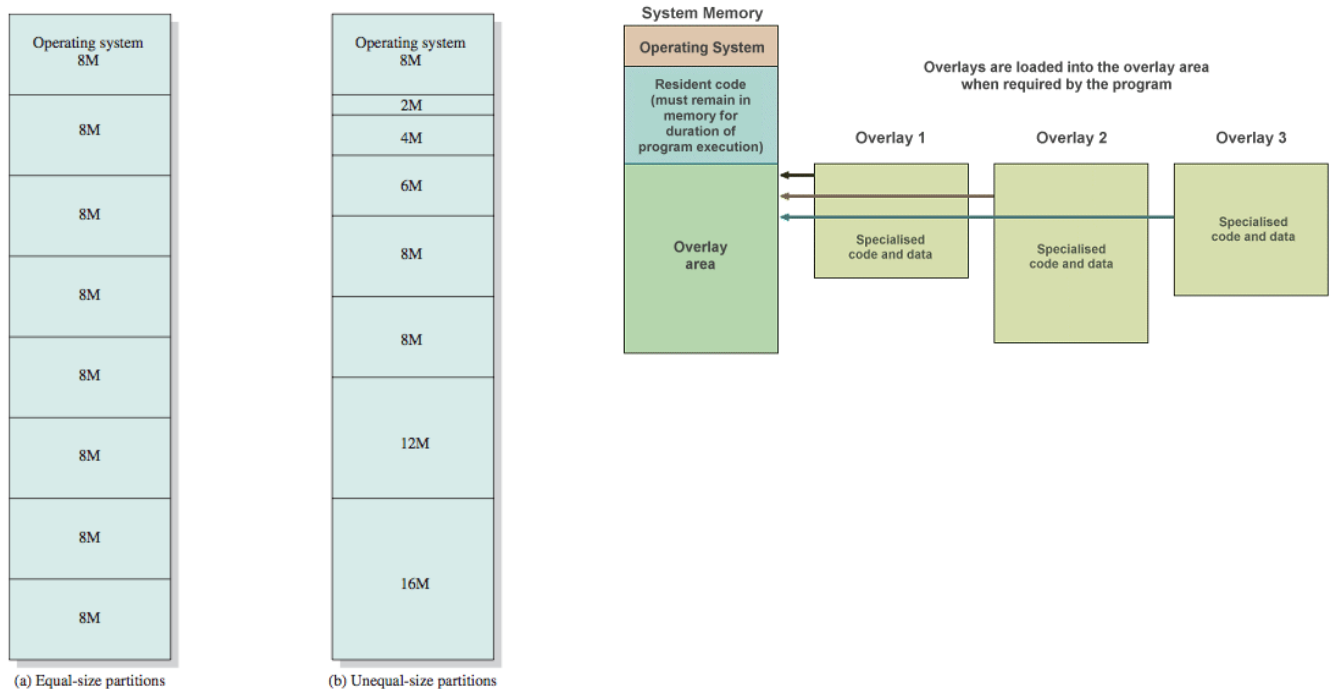 Operating system
8M
8M
8M
8M
8M
8M
8M
8M
(a) Equal-size partitions
Operating system
8M
2M
4M
6M
8M
8M
12M
16M
(b) Unequal-size partitions
System Memory
Operating System
Resident code
(must remain in
memory for
duration of
program execution)
Overlay
area
Overlays are loaded into the overlay area
when required by the program
Overlay 1
Specialised
code and data
Overlay 2
Specialised
code and data
Overlay 3
Specialised
code and data